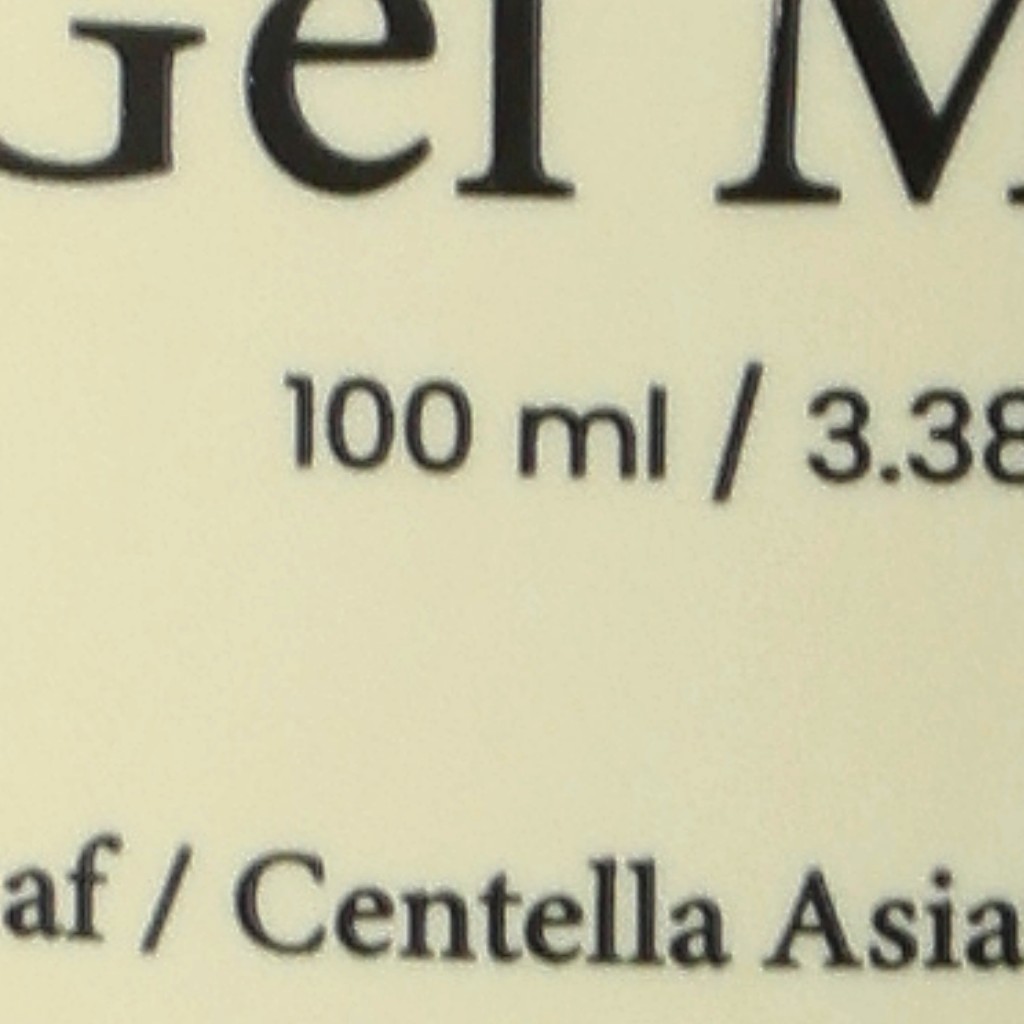 Gel M
100 ml / 3.38
af / Centella Asia